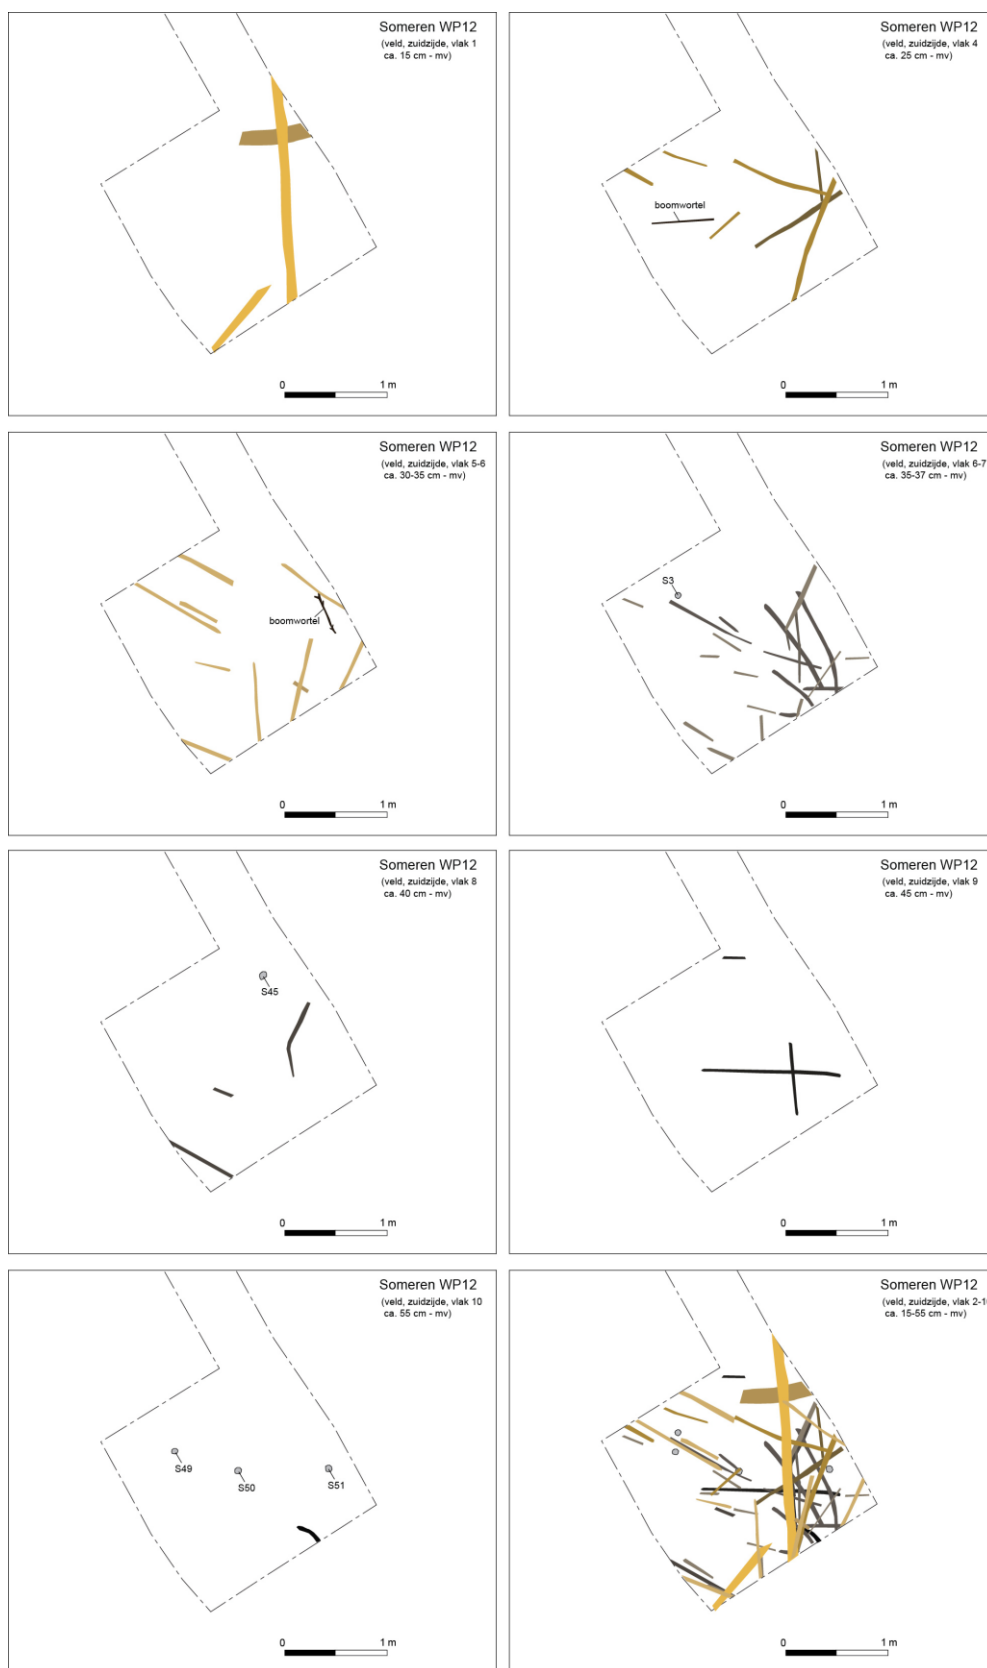 Someren WP12
(veld, zuidzijde, vlak 1
ca. 15 cm - mv)
0 1 m
Someren WP12
(veld, zuidzijde, vlak 4
ca. 25 cm - mv)
boomwortel
0 1 m
Someren WP12
(veld, zuidzijde, vlak 5-6
ca. 30-35 cm - mv)
boomwortel
0 1 m
Someren WP12
(veld, zuidzijde, vlak 6-7
ca. 35-37 cm - mv)
S3
0 1 m
Someren WP12
(veld, zuidzijde, vlak 8
ca. 40 cm - mv)
S45
0 1 m
Someren WP12
(veld, zuidzijde, vlak 9
ca. 45 cm - mv)
0 1 m
Someren WP12
(veld, zuidzijde, vlak 10
ca. 55 cm - mv)
S49
S50
S51
0 1 m
Someren WP12
(veld, zuidzijde, vlak 2-10
ca. 15-55 cm - mv)
0 1 m